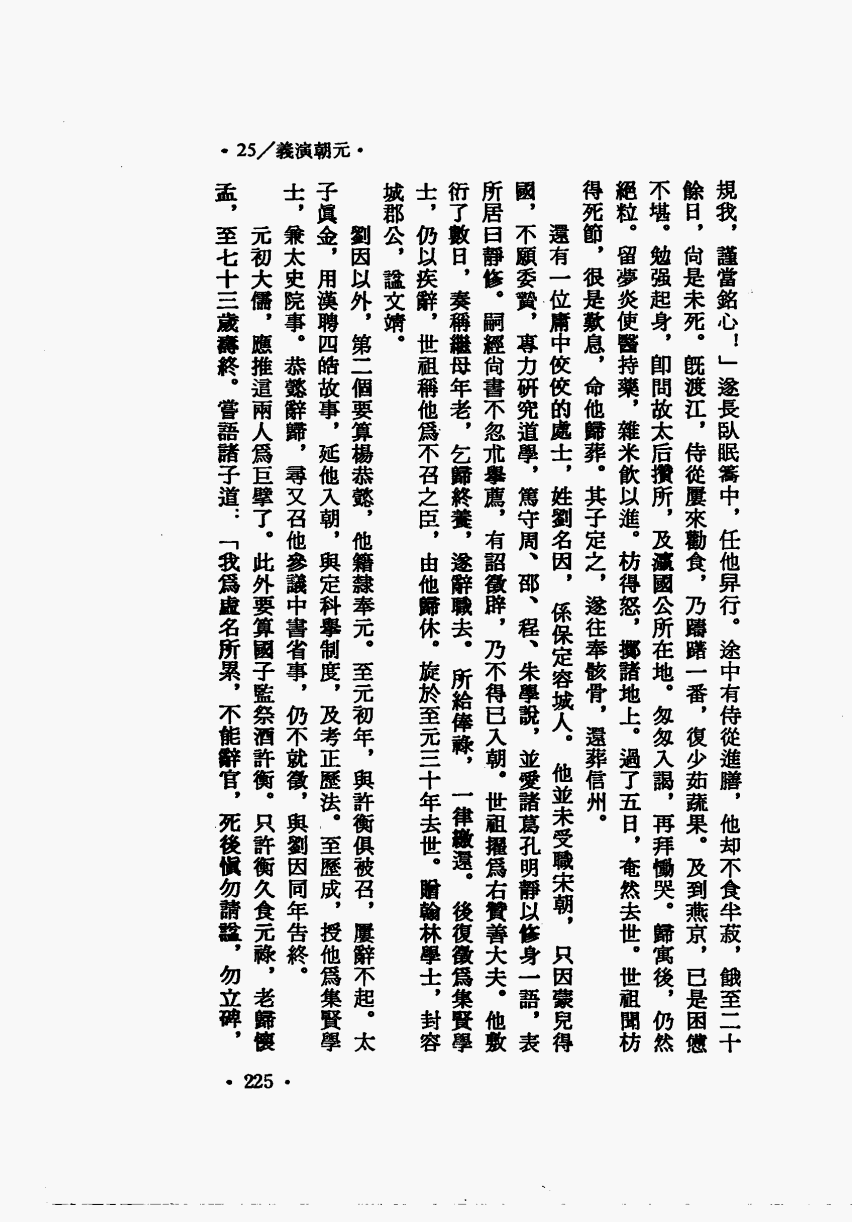 ·25／義演朝元·
規我，謹當銘心！」遂長臥眠籌中，任他舁行。途中有侍從進膳，他却不食半菽，餓至二十
餘日，尙是未死。旣渡江，侍從屢來勸食，乃躊躇一番，復少茹蔬果。及到燕京，已是困憊
不堪。勉强起身，卽問故太后攢所，及瀛國公所在地。匆匆入謁，再拜慟哭。歸寓後，仍然
絕粒。留夢炎使醫持藥，雜米飮以進。枋得怒，擲諸地上。過了五日，奄然去世。世祖聞枋
得死節，很是歎息，命他歸葬。其子定之，遂往奉骸骨，還葬信州。
還有一位庸中佼佼的處士，姓劉名因，係保定容城人。他並未受職宋朝，只因蒙兒得
國，不願委贄，專力硏究道學，篤守周、邵、程、朱學說，並愛諸葛孔明靜以修身一語，表
所居曰靜修。嗣經尙書不忽朮擧薦，有詔徵辟，乃不得已入朝。世祖擢爲右贊善大夫。他敷
衍了數日，奏稱繼母年老，乞歸終養，遂辭職去。所給俸祿，一律繳還。後復徵爲集賢學
士，仍以疾辭，世祖稱他爲不召之臣，由他歸休。旋於至元三十年去世。贈翰林學士，封容
城郡公，諡文靖。
劉因以外，第二個要算楊恭懿，他籍隸奉元。至元初年，與許衡俱被召，屢辭不起。太
子眞金，用漢聘四皓故事，延他入朝，與定科擧制度，及考正歷法。至歷成，授他爲集賢學
士，兼太史院事。恭懿辭歸，尋又召他參議中書省事，仍不就徵，與劉因同年告終。
元初大儒，應推這兩人爲巨擘了。此外要算國子監祭酒許衡。只許衡久食元祿，老歸懷
孟，至七十三歲壽終。嘗語諸子道：「我爲虛名所累，不能辭官，死後愼勿請諡，勿立碑，
·225·